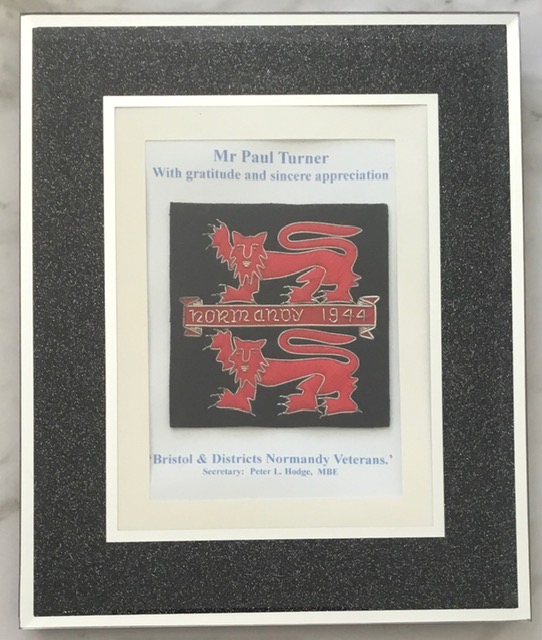 Mr Paul Turner
With gratitude and sincere appreciation
NORMANDY 1944
'Bristol & Districts Normandy Veterans.'
Secretary: Peter L. Hodge, MBE